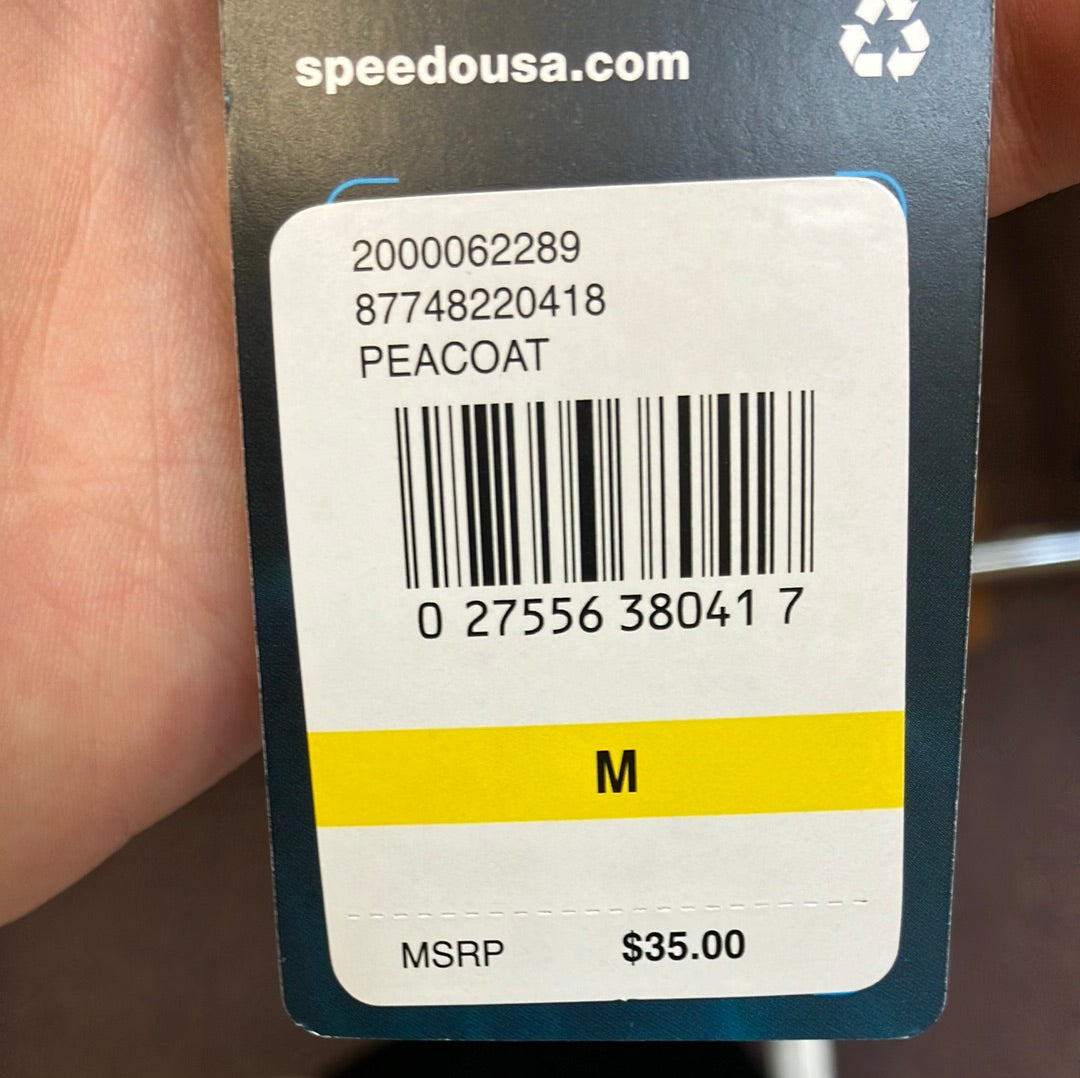 speedousa.com
2000062289
87748220418
PEACOAT
0 27556 38041 7
M
MSRP $35.00